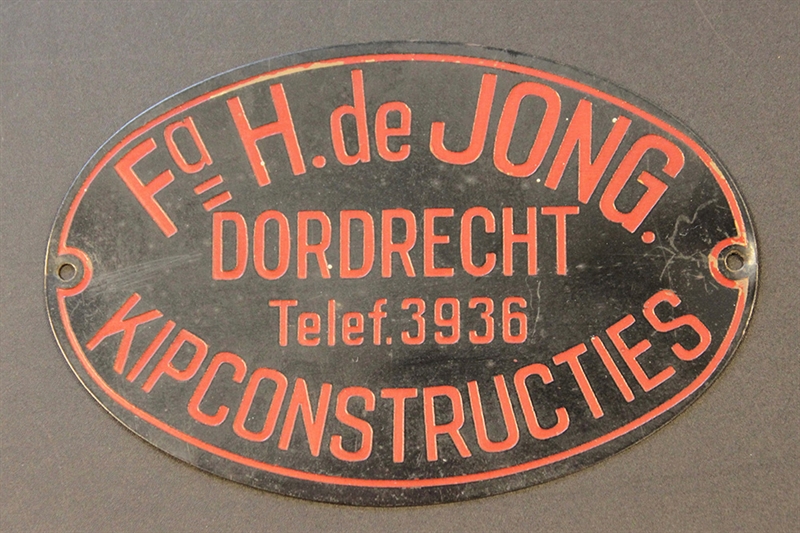 Fa H. de JONG.
DORDRECHT
Telef. 3936
KIPCONSTRUCTIES